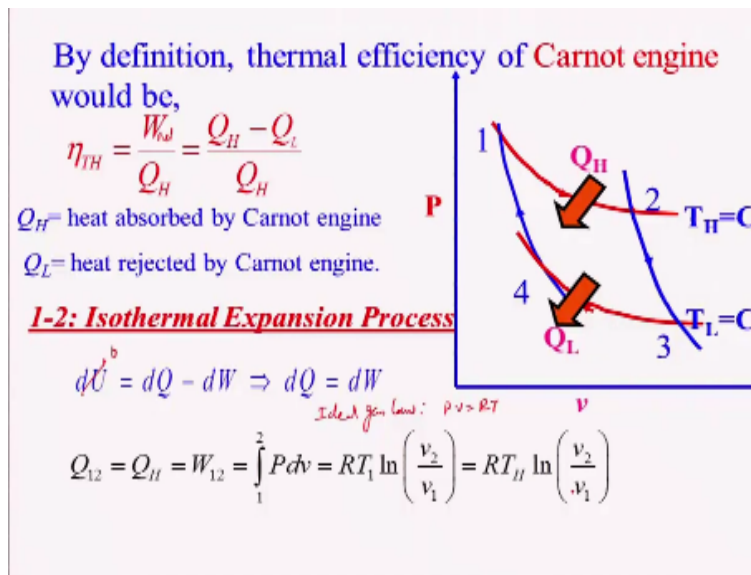 By definition, thermal efficiency of Carnot engine
would be,
η_TH = W_net / Q_H = (Q_H − Q_L) / Q_H
Q_H= heat absorbed by Carnot engine
Q_L= heat rejected by Carnot engine.
1-2: Isothermal Expansion Process
dU = dQ − dW ⇒ dQ = dW
Ideal gas law: PV=RT
Q_12 = Q_H = W_12 = ∫_1^2 Pdv = RT_1 ln(v_2/v_1) = RT_H ln(v_2/v_1)
1
Q_H
2
P
T_H=C
4
T_L=C
Q_L
3
v